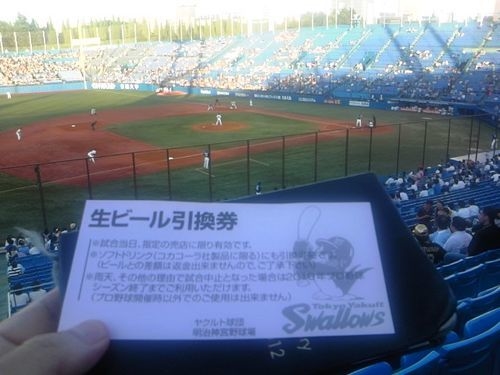 生ビール引換券
※試合当日、指定の売店に限り有効です。
※ソフトドリンク(コカコーラ社製品に限る)にも引換可能です。
(ビールとの差額は返金出来ませんので、ご了承下さい)
※雨天、その他の理由で試合中止となった場合は プロ野球
シーズン終了までご利用いただけます。
(プロ野球開催時以外でのご使用は出来ません)
ヤクルト球団
明治神宮野球場
Tokyo Yakult
Swallows